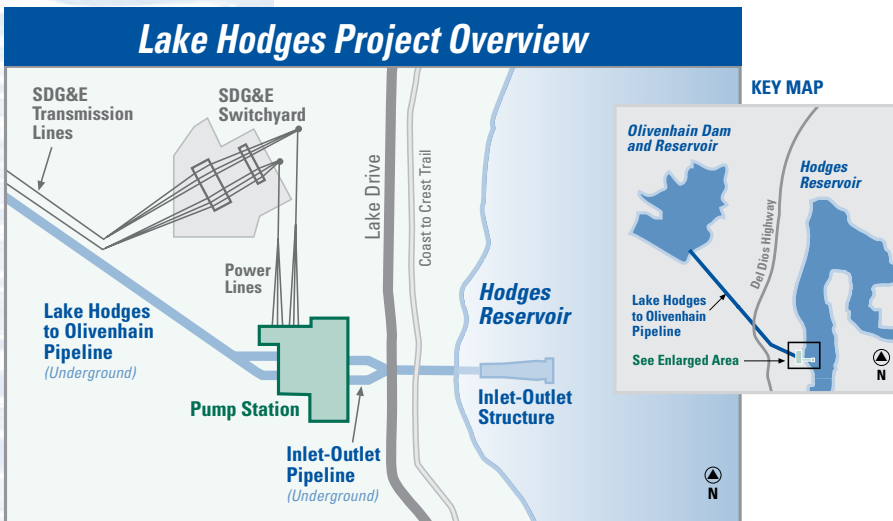 Lake Hodges Project Overview
SDG&E
Transmission
Lines
SDG&E
Switchyard
Lake Drive
Coast to Crest Trail
Power
Lines
Lake Hodges
to Olivenhain
Pipeline
(Underground)
Hodges
Reservoir
Pump Station
Inlet-Outlet
Structure
Inlet-Outlet
Pipeline
(Underground)
N
KEY MAP
Olivenhain Dam
and Reservoir
Hodges
Reservoir
Del Dios Highway
Lake Hodges
to Olivenhain
Pipeline
See Enlarged Area
N